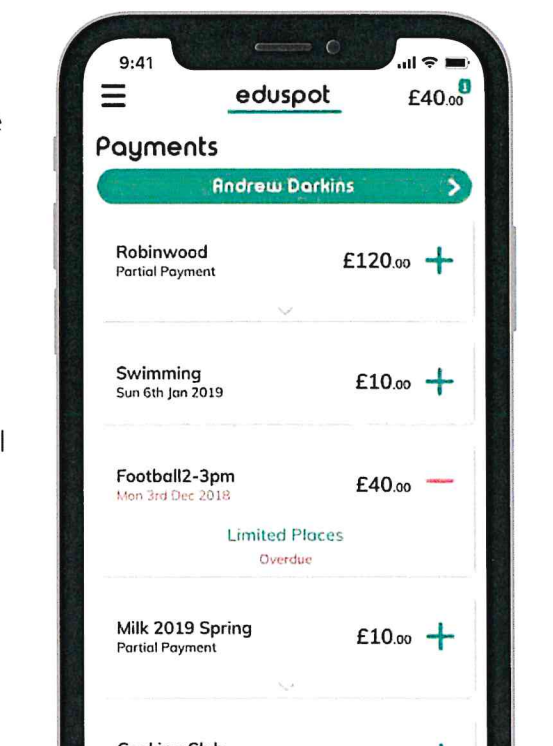 9:41
eduspot
£40.00 1
Payments
Andrew Darkins
Robinwood
£120.00
Partial Payment
Swimming
£10.00
Sun 6th Jan 2019
Football2-3pm
£40.00
Mon 3rd Dec 2018
Limited Places
Overdue
Milk 2019 Spring
£10.00
Partial Payment